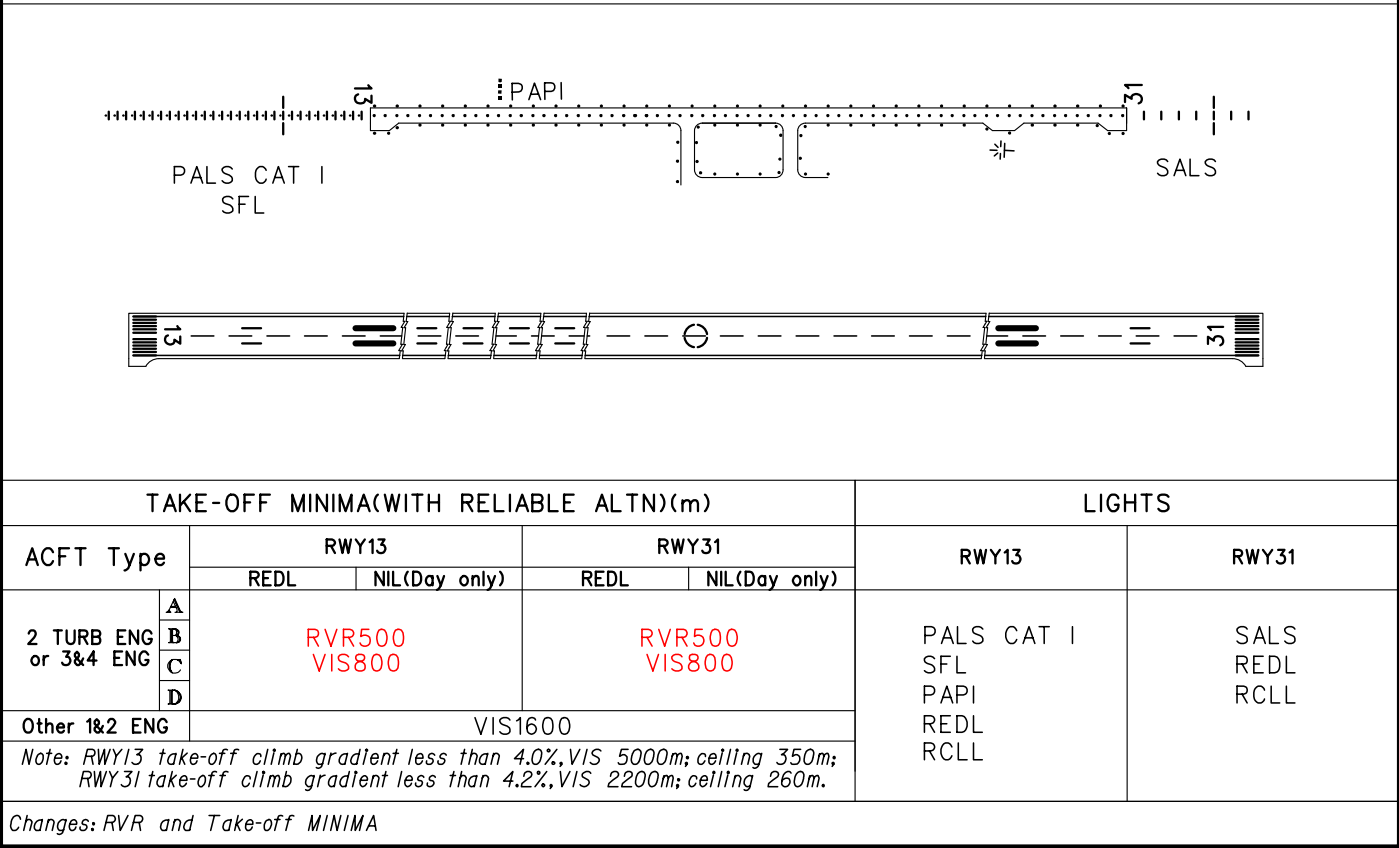 13
PAPI
31
PALS CAT I
SFL
SALS
13
31
TAKE-OFF MINIMA(WITH RELIABLE ALTN)(m)
LIGHTS
ACFT Type
RWY13
RWY31
RWY13
RWY31
REDL
NIL(Day only)
REDL
NIL(Day only)
2 TURB ENG
or 3&4 ENG
A
B
C
D
RVR500
VIS800
RVR500
VIS800
PALS CAT I
SFL
PAPI
REDL
RCLL
SALS
REDL
RCLL
Other 1&2 ENG
VIS1600
Note: RWY13 take-off climb gradient less than 4.0%,VIS 5000m; ceiling 350m;
RWY31 take-off climb gradient less than 4.2%,VIS 2200m; ceiling 260m.
Changes: RVR and Take-off MINIMA